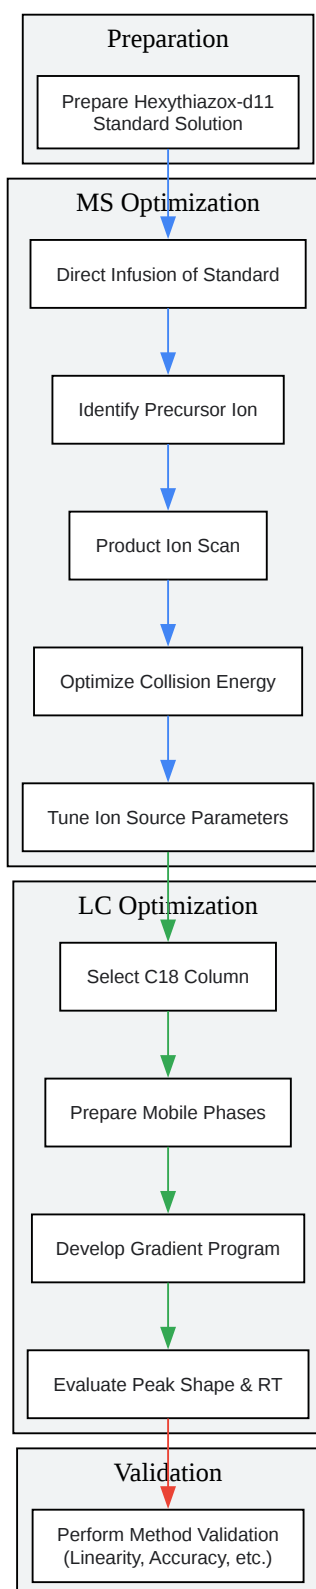 Preparation
Prepare Hexythiazox-d11
Standard Solution
MS Optimization
Direct Infusion of Standard
Identify Precursor Ion
Product Ion Scan
Optimize Collision Energy
Tune Ion Source Parameters
LC Optimization
Select C18 Column
Prepare Mobile Phases
Develop Gradient Program
Evaluate Peak Shape & RT
Validation
Perform Method Validation
(Linearity, Accuracy, etc.)